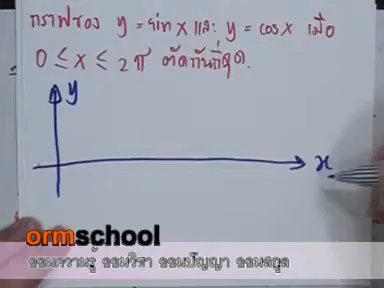 กราฟของ y = sin x และ y = cos x เมื่อ
0 ≤ x ≤ 2π ตัดกันกี่จุด
y
x
ormschool
ออมความรู้ ออมวิชา ออมปัญญา ออมสกูล